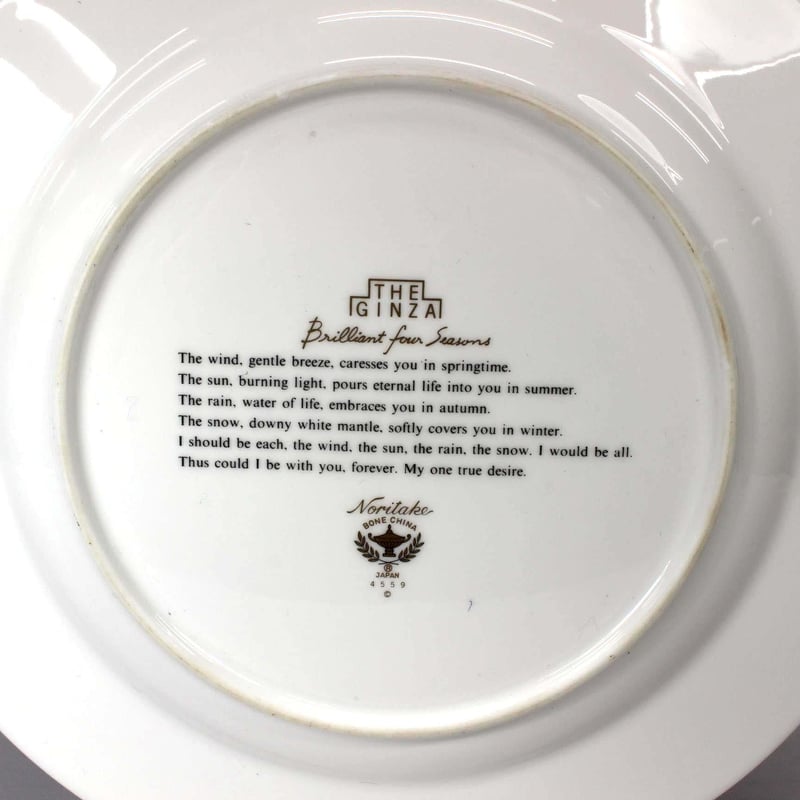 THE
GINZA
Brilliant four Seasons
The wind, gentle breeze, caresses you in springtime.
The sun, burning light, pours eternal life into you in summer.
The rain, water of life, embraces you in autumn.
The snow, downy white mantle, softly covers you in winter.
I should be each, the wind, the sun, the rain, the snow. I would be all.
Thus could I be with you, forever. My one true desire.
Noritake
BONE CHINA
®
JAPAN
4559
©